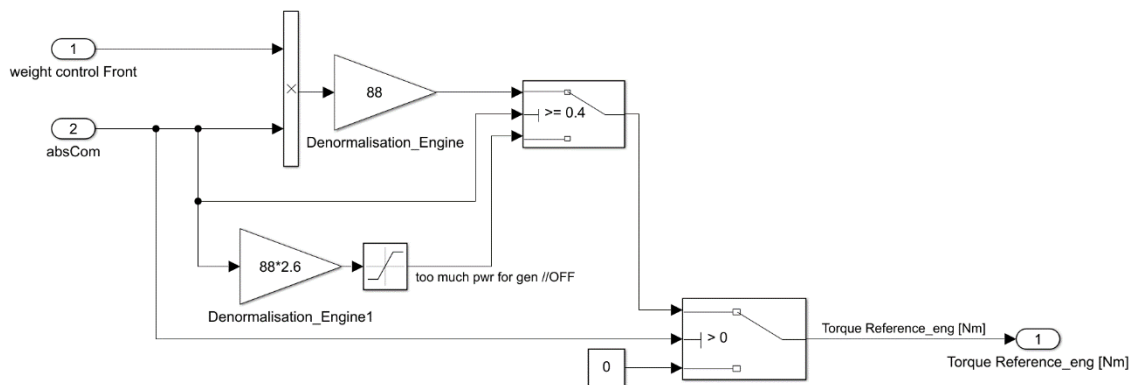 1
weight control Front
×
88
Denormalisation_Engine
>= 0.4
2
absCom
88*2.6
Denormalisation_Engine1
too much pwr for gen //OFF
> 0
0
Torque Reference_eng [Nm]
1
Torque Reference_eng [Nm]